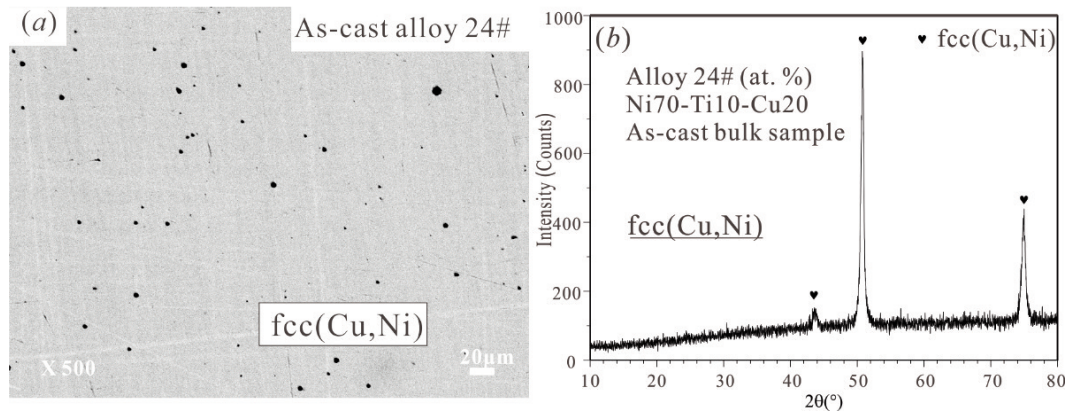 (a)
As-cast alloy 24#
fcc(Cu,Ni)
X 500
20μm
(b)
♥ fcc(Cu,Ni)
Alloy 24# (at. %)
Ni70-Ti10-Cu20
As-cast bulk sample
fcc(Cu,Ni)
Intensity (Counts)
1000
800
600
400
200
0
10 20 30 40 50 60 70 80
2θ(°)